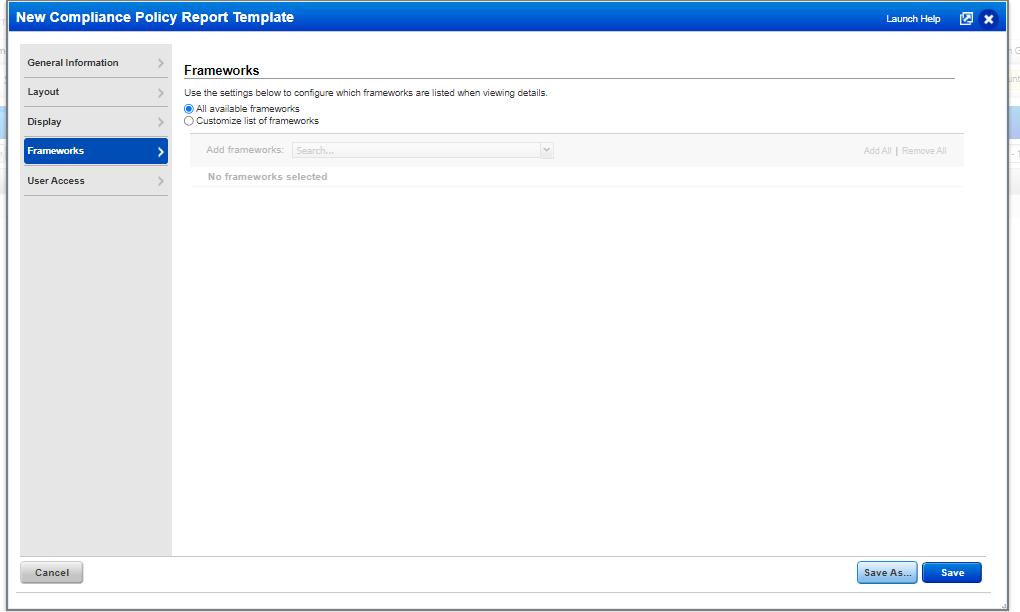 New Compliance Policy Report Template
Launch Help
General Information
Layout
Display
Frameworks
User Access
Frameworks
Use the settings below to configure which frameworks are listed when viewing details.
All available frameworks
Customize list of frameworks
Add frameworks: Search... Add All | Remove All
No frameworks selected
Cancel Save As... Save